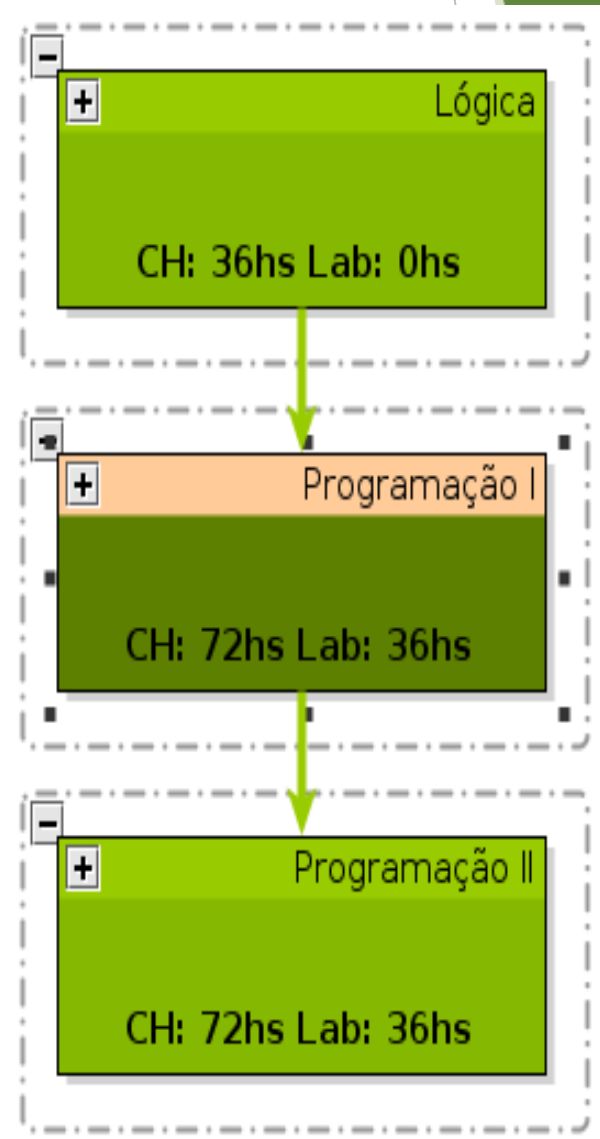 Lógica
CH: 36hs Lab: 0hs
Programação I
CH: 72hs Lab: 36hs
Programação II
CH: 72hs Lab: 36hs